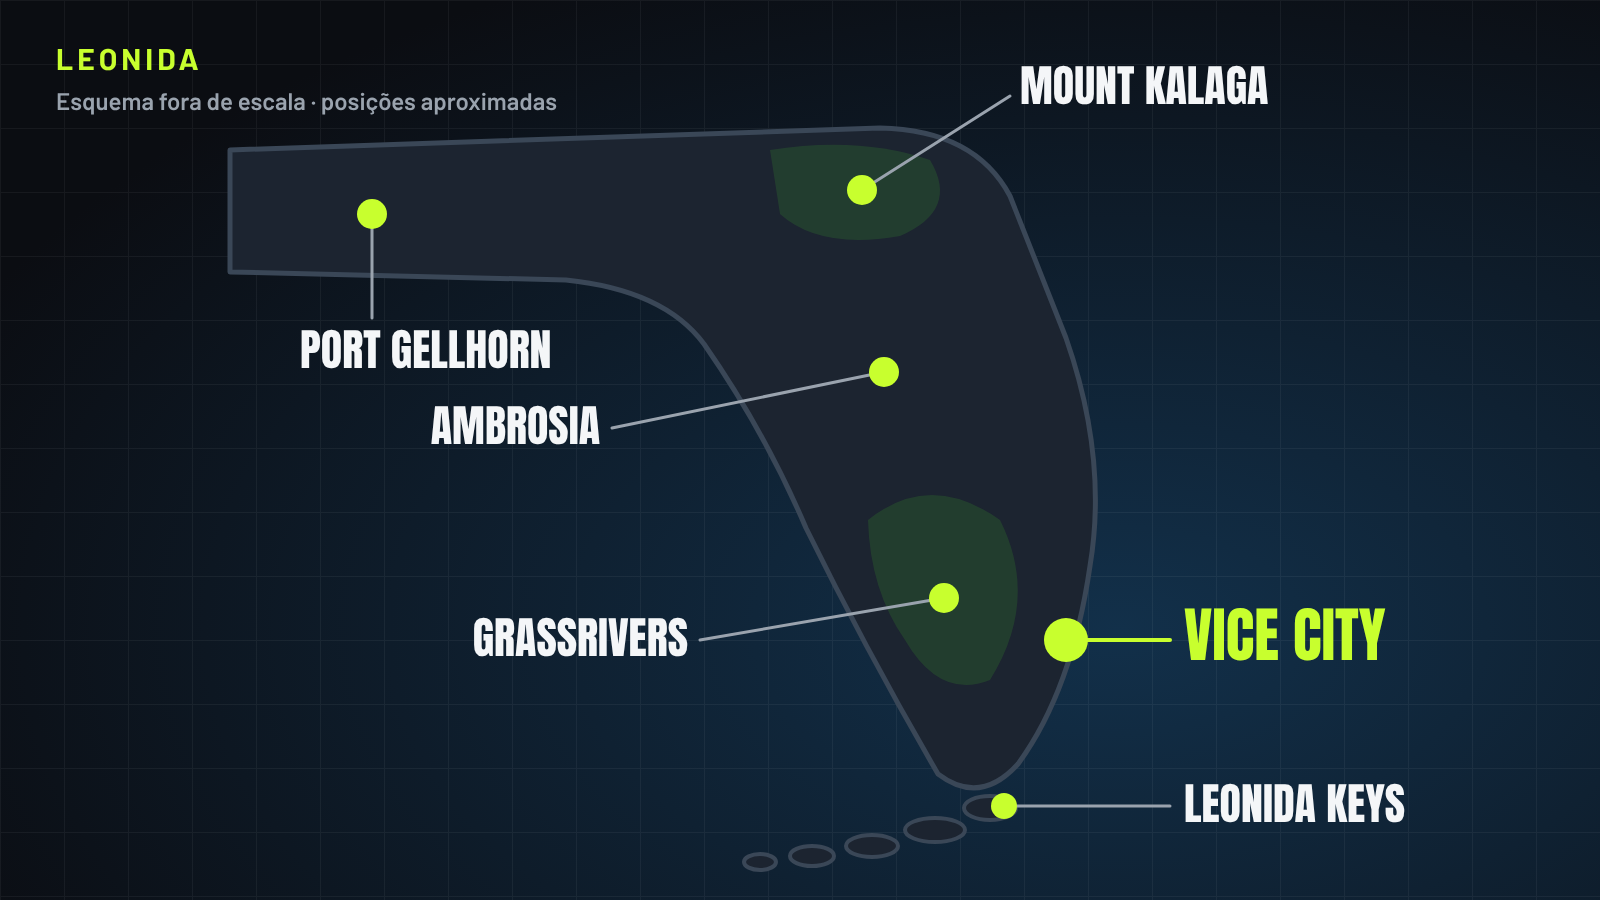 LEONIDA
Esquema fora de escala · posições aproximadas
MOUNT KALAGA
PORT GELLHORN
AMBROSIA
GRASSRIVERS
VICE CITY
LEONIDA KEYS